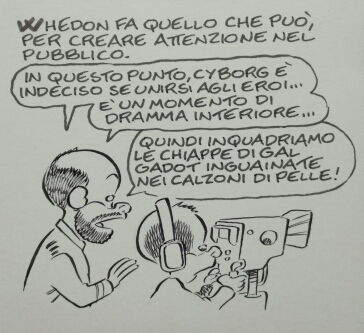 WHEDON FA QUELLO CHE PUÒ,
PER CREARE ATTENZIONE NEL
PUBBLICO.
IN QUESTO PUNTO, CYBORG È
INDECISO SE UNIRSI AGLI EROI...
E' UN MOMENTO DI
DRAMMA INTERIORE...
QUINDI INQUADRIAMO
LE CHIAPPE DI GAL
GADOT INGUAINATE
NEI CALZONI DI PELLE!